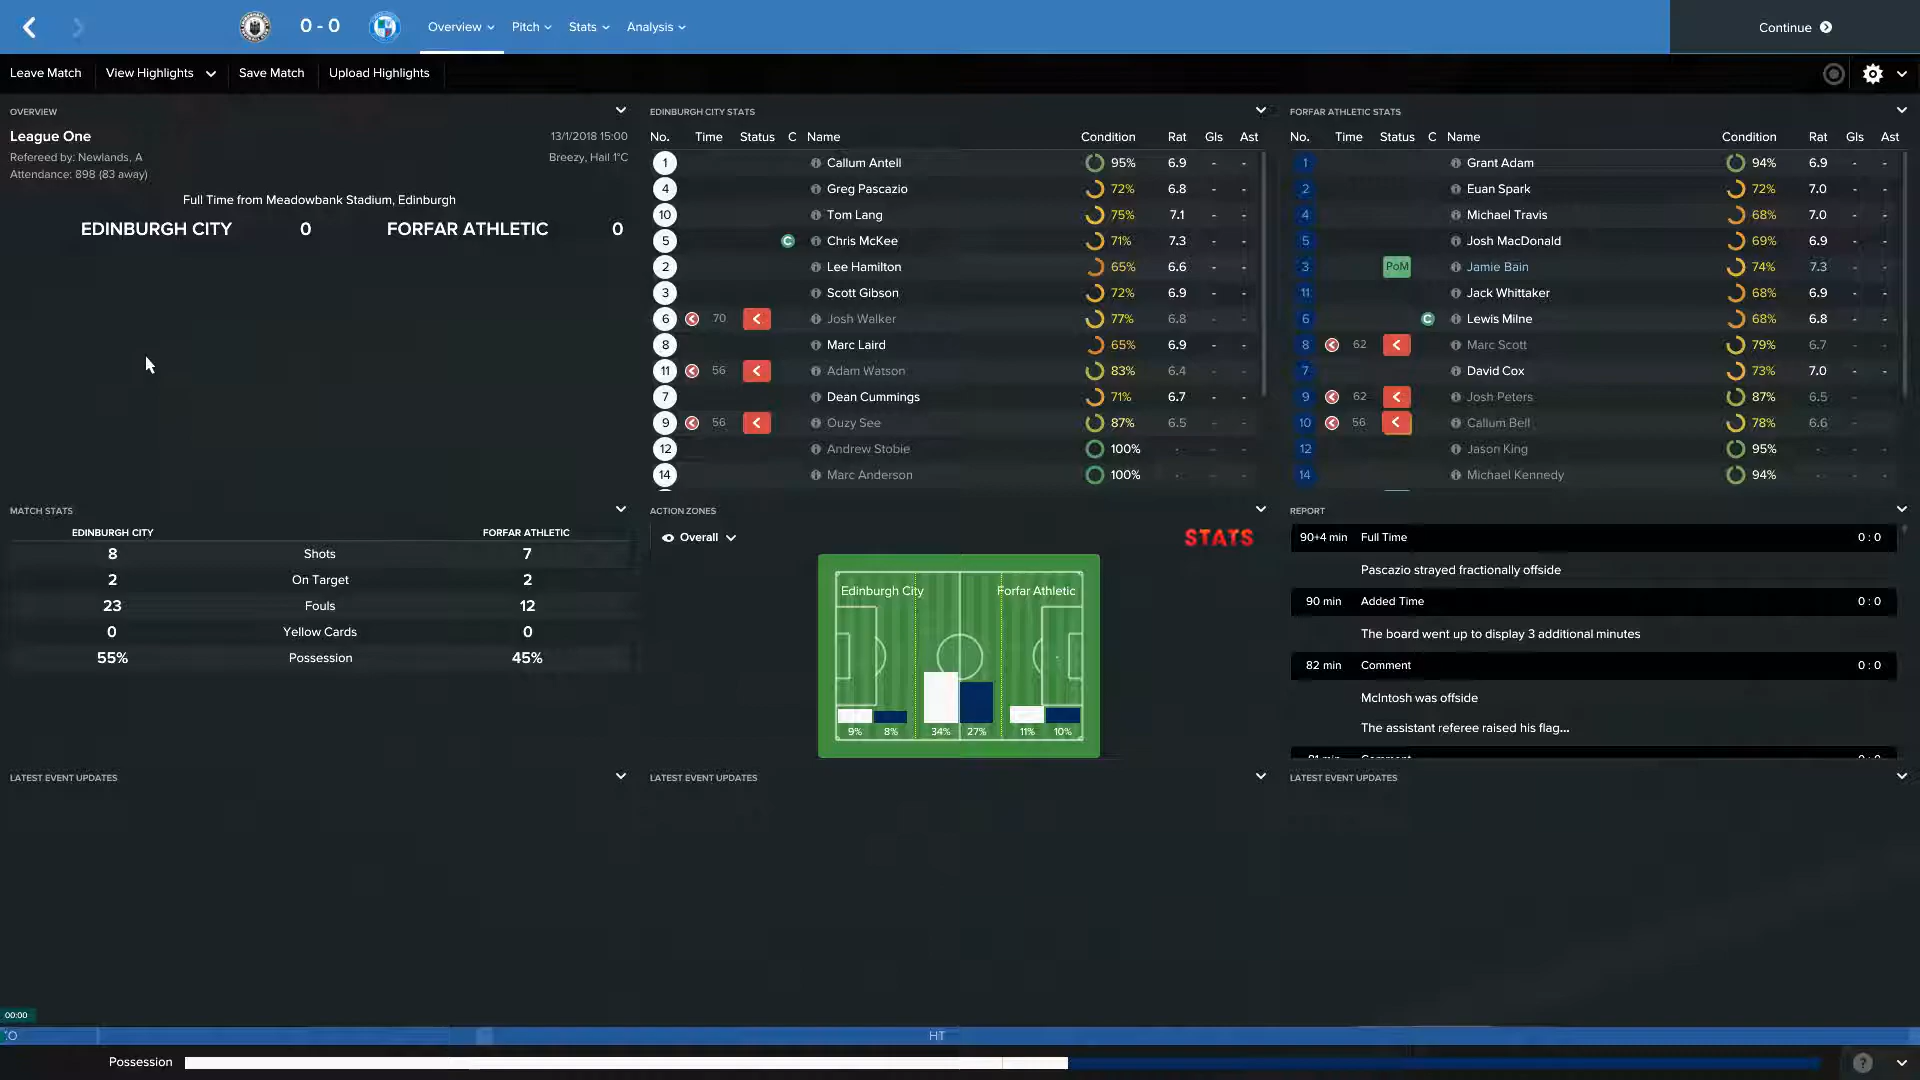 0 - 0
Overview
Pitch
Stats
Analysis
Continue
Leave Match
View Highlights
Save Match
Upload Highlights
OVERVIEW
League One 13/1/2018 15:00
Refereed by: Newlands, A Breezy, Hail 1°C
Attendance: 898 (83 away)
Full Time from Meadowbank Stadium, Edinburgh
EDINBURGH CITY 0 FORFAR ATHLETIC 0
EDINBURGH CITY STATS
No. Time Status C Name Condition Rat Gls Ast
1 Callum Antell 95% 6.9 - -
4 Greg Pascazio 72% 6.8 - -
10 Tom Lang 75% 7.1 - -
5 C Chris McKee 71% 7.3 - -
2 Lee Hamilton 65% 6.6 - -
3 Scott Gibson 72% 6.9 - -
6 70 Josh Walker 77% 6.8 - -
8 Marc Laird 65% 6.9 - -
11 56 Adam Watson 83% 6.4 - -
7 Dean Cummings 71% 6.7 - -
9 56 Ouzy See 87% 6.5 - -
12 Andrew Stobie 100% - - -
14 Marc Anderson 100% - - -
FORFAR ATHLETIC STATS
No. Time Status C Name Condition Rat Gls Ast
1 Grant Adam 94% 6.9 - -
2 Euan Spark 72% 7.0 - -
4 Michael Travis 68% 7.0 - -
5 Josh MacDonald 69% 6.9 - -
3 PoM Jamie Bain 74% 7.3 - -
11 Jack Whittaker 68% 6.9 - -
6 C Lewis Milne 68% 6.8 - -
8 62 Marc Scott 79% 6.7 - -
7 David Cox 73% 7.0 - -
9 62 Josh Peters 87% 6.5 - -
10 56 Callum Bell 78% 6.6 - -
12 Jason King 95% - - -
14 Michael Kennedy 94% - - -
MATCH STATS
EDINBURGH CITY FORFAR ATHLETIC
8 Shots 7
2 On Target 2
23 Fouls 12
0 Yellow Cards 0
55% Possession 45%
ACTION ZONES
Overall
STATS
Edinburgh City Forfar Athletic
9% 8% 34% 27% 11% 10%
REPORT
90+4 min Full Time 0 : 0
Pascazio strayed fractionally offside
90 min Added Time 0 : 0
The board went up to display 3 additional minutes
82 min Comment 0 : 0
McIntosh was offside
The assistant referee raised his flag...
LATEST EVENT UPDATES
LATEST EVENT UPDATES
LATEST EVENT UPDATES
00:00
HT
Possession